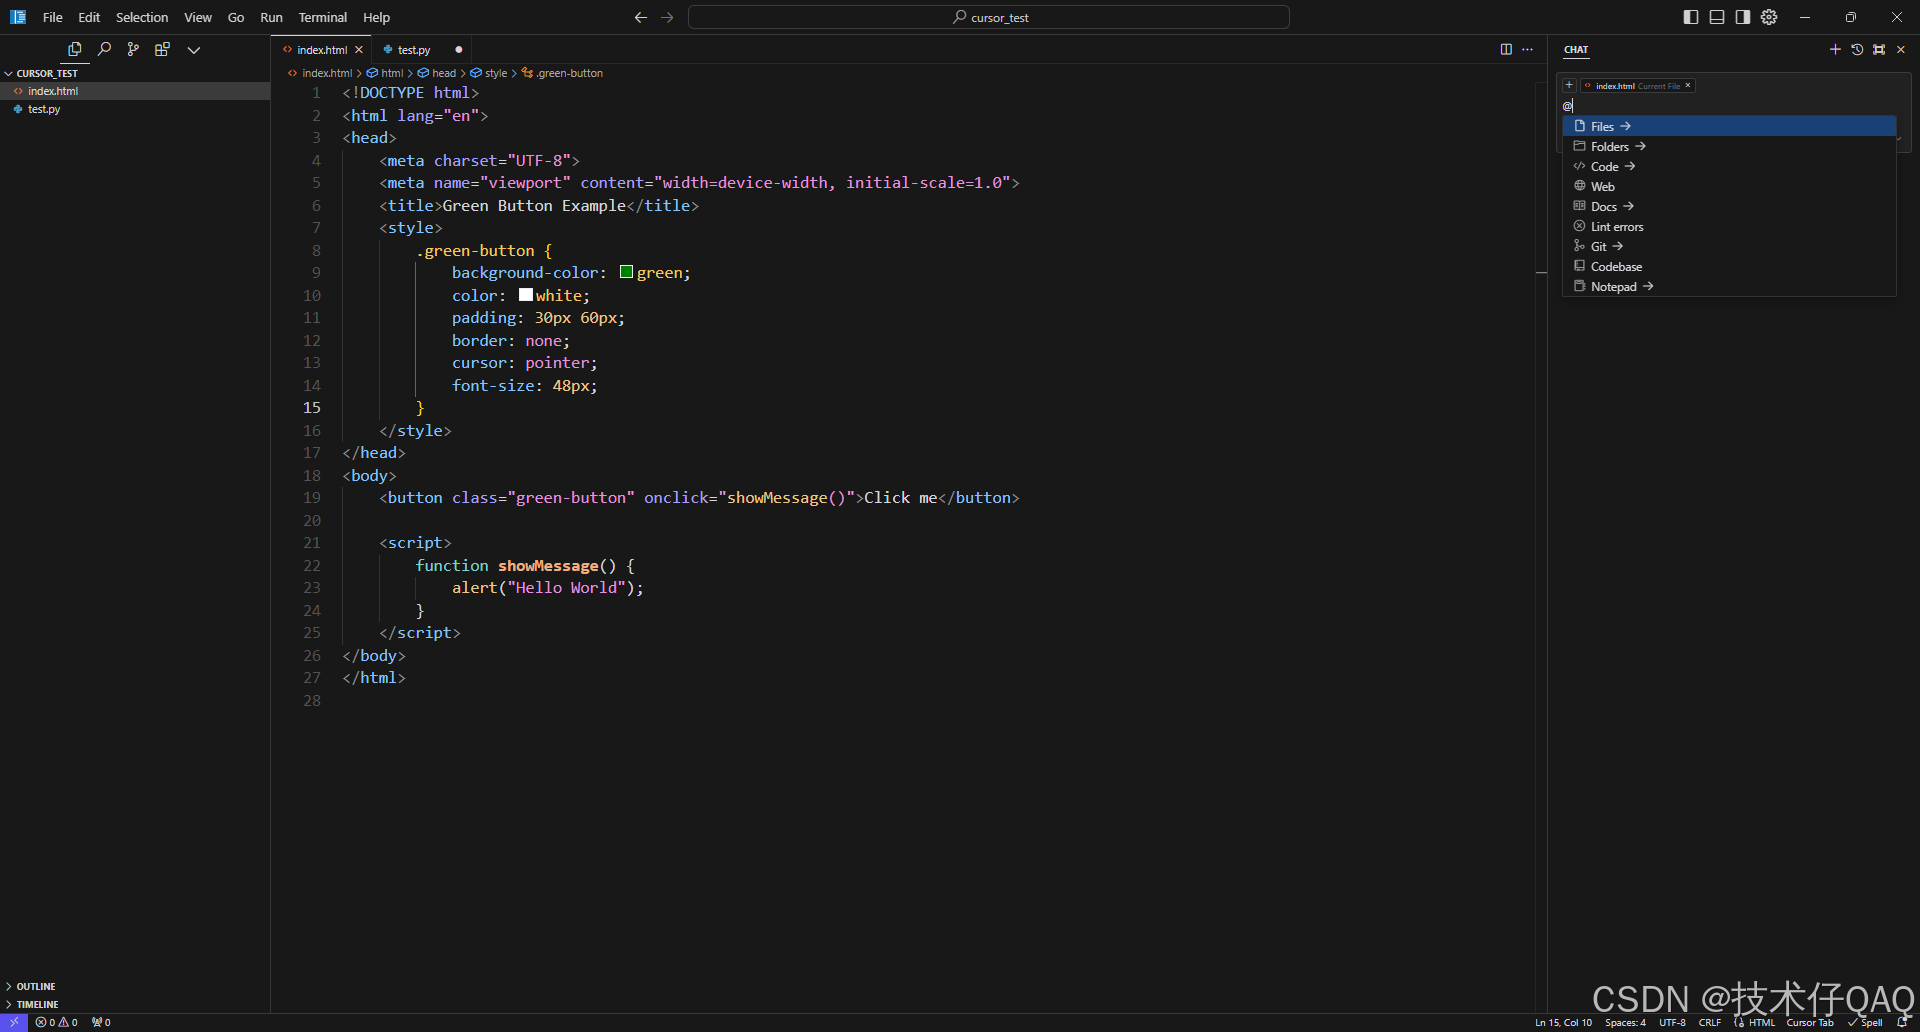 File Edit Selection View Go Run Terminal Help
cursor_test
CURSOR_TEST
index.html
test.py
index.html
test.py
index.html > html > head > style > .green-button
1 <!DOCTYPE html>
2 <html lang="en">
3 <head>
4 <meta charset="UTF-8">
5 <meta name="viewport" content="width=device-width, initial-scale=1.0">
6 <title>Green Button Example</title>
7 <style>
8 .green-button {
9 background-color: green;
10 color: white;
11 padding: 30px 60px;
12 border: none;
13 cursor: pointer;
14 font-size: 48px;
15 }
16 </style>
17 </head>
18 <body>
19 <button class="green-button" onclick="showMessage()">Click me</button>
20
21 <script>
22 function showMessage() {
23 alert("Hello World");
24 }
25 </script>
26 </body>
27 </html>
28
CHAT
index.html Current File
@
Files
Folders
Code
Web
Docs
Lint errors
Git
Codebase
Notepad
OUTLINE
TIMELINE
0 0 0
Ln 15, Col 10 Spaces: 4 UTF-8 CRLF HTML Cursor Tab Spell
CSDN @技术仔QAQ